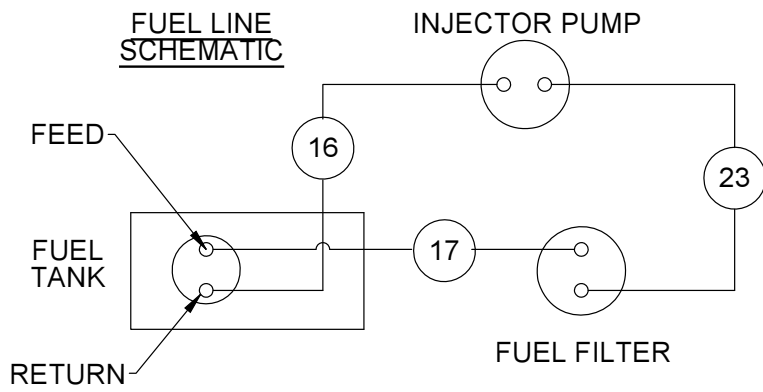 FUEL LINE
SCHEMATIC
INJECTOR PUMP
FEED
16
23
FUEL
TANK
17
RETURN
FUEL FILTER